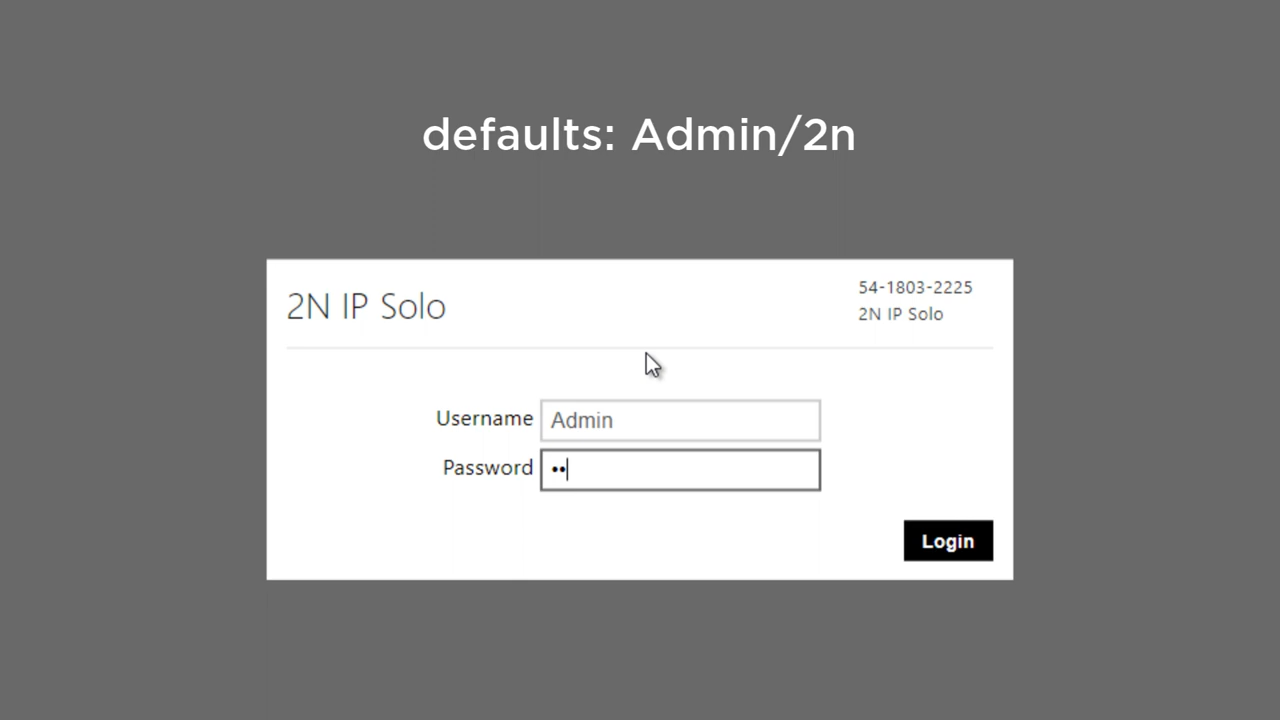 defaults: Admin/2n
2N IP Solo
54-1803-2225
2N IP Solo
Username Admin
Password ••
Login